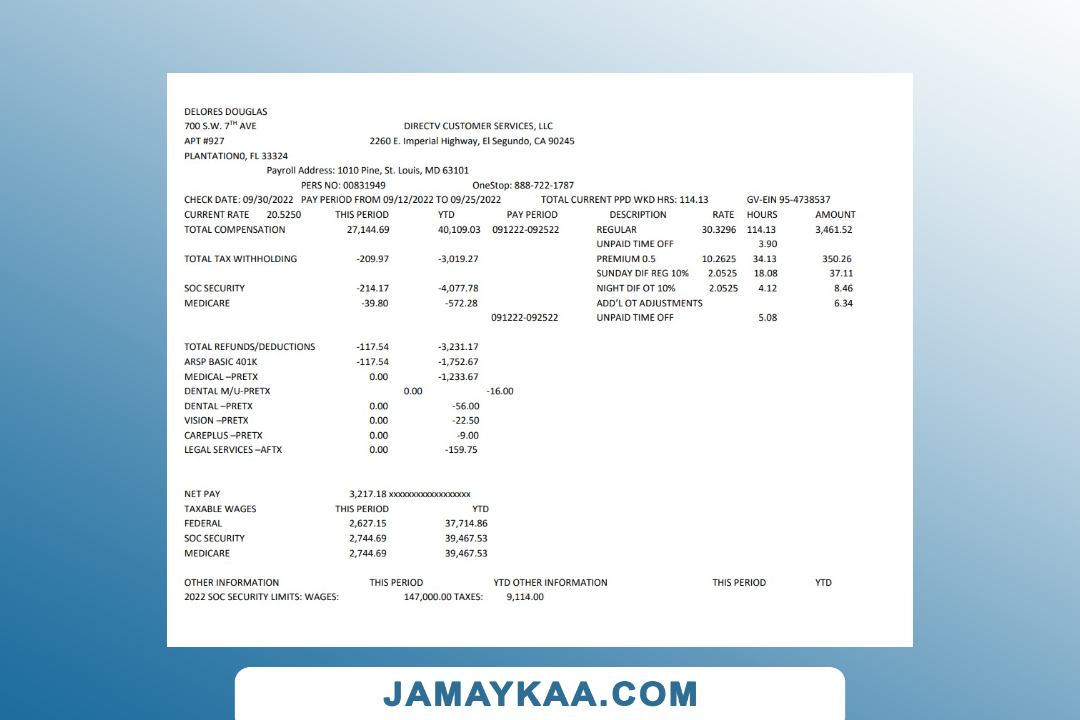 DELORES DOUGLAS
700 S.W. 7TH AVE DIRECTV CUSTOMER SERVICES, LLC
APT #927 2260 E. Imperial Highway, El Segundo, CA 90245
PLANTATION0, FL 33324
Payroll Address: 1010 Pine, St. Louis, MD 63101
PERS NO: 00831949 OneStop: 888-722-1787
CHECK DATE: 09/30/2022 PAY PERIOD FROM 09/12/2022 TO 09/25/2022 TOTAL CURRENT PPD WKD HRS: 114.13 GV-EIN 95-4738537
CURRENT RATE 20.5250 THIS PERIOD YTD PAY PERIOD DESCRIPTION RATE HOURS AMOUNT
TOTAL COMPENSATION 27,144.69 40,109.03 091222-092522 REGULAR 30.3296 114.13 3,461.52
UNPAID TIME OFF 3.90
TOTAL TAX WITHHOLDING -209.97 -3,019.27 PREMIUM 0.5 10.2625 34.13 350.26
SUNDAY DIF REG 10% 2.0525 18.08 37.11
SOC SECURITY -214.17 -4,077.78 NIGHT DIF OT 10% 2.0525 4.12 8.46
MEDICARE -39.80 -572.28 ADD'L OT ADJUSTMENTS 6.34
091222-092522 UNPAID TIME OFF 5.08
TOTAL REFUNDS/DEDUCTIONS -117.54 -3,231.17
ARSP BASIC 401K -117.54 -1,752.67
MEDICAL –PRETX 0.00 -1,233.67
DENTAL M/U-PRETX 0.00 -16.00
DENTAL –PRETX 0.00 -56.00
VISION –PRETX 0.00 -22.50
CAREPLUS –PRETX 0.00 -9.00
LEGAL SERVICES –AFTX 0.00 -159.75
NET PAY 3,217.18 xxxxxxxxxxxxxxxxxx
TAXABLE WAGES THIS PERIOD YTD
FEDERAL 2,627.15 37,714.86
SOC SECURITY 2,744.69 39,467.53
MEDICARE 2,744.69 39,467.53
OTHER INFORMATION THIS PERIOD YTD OTHER INFORMATION THIS PERIOD YTD
2022 SOC SECURITY LIMITS: WAGES: 147,000.00 TAXES: 9,114.00
JAMAYKAA.COM